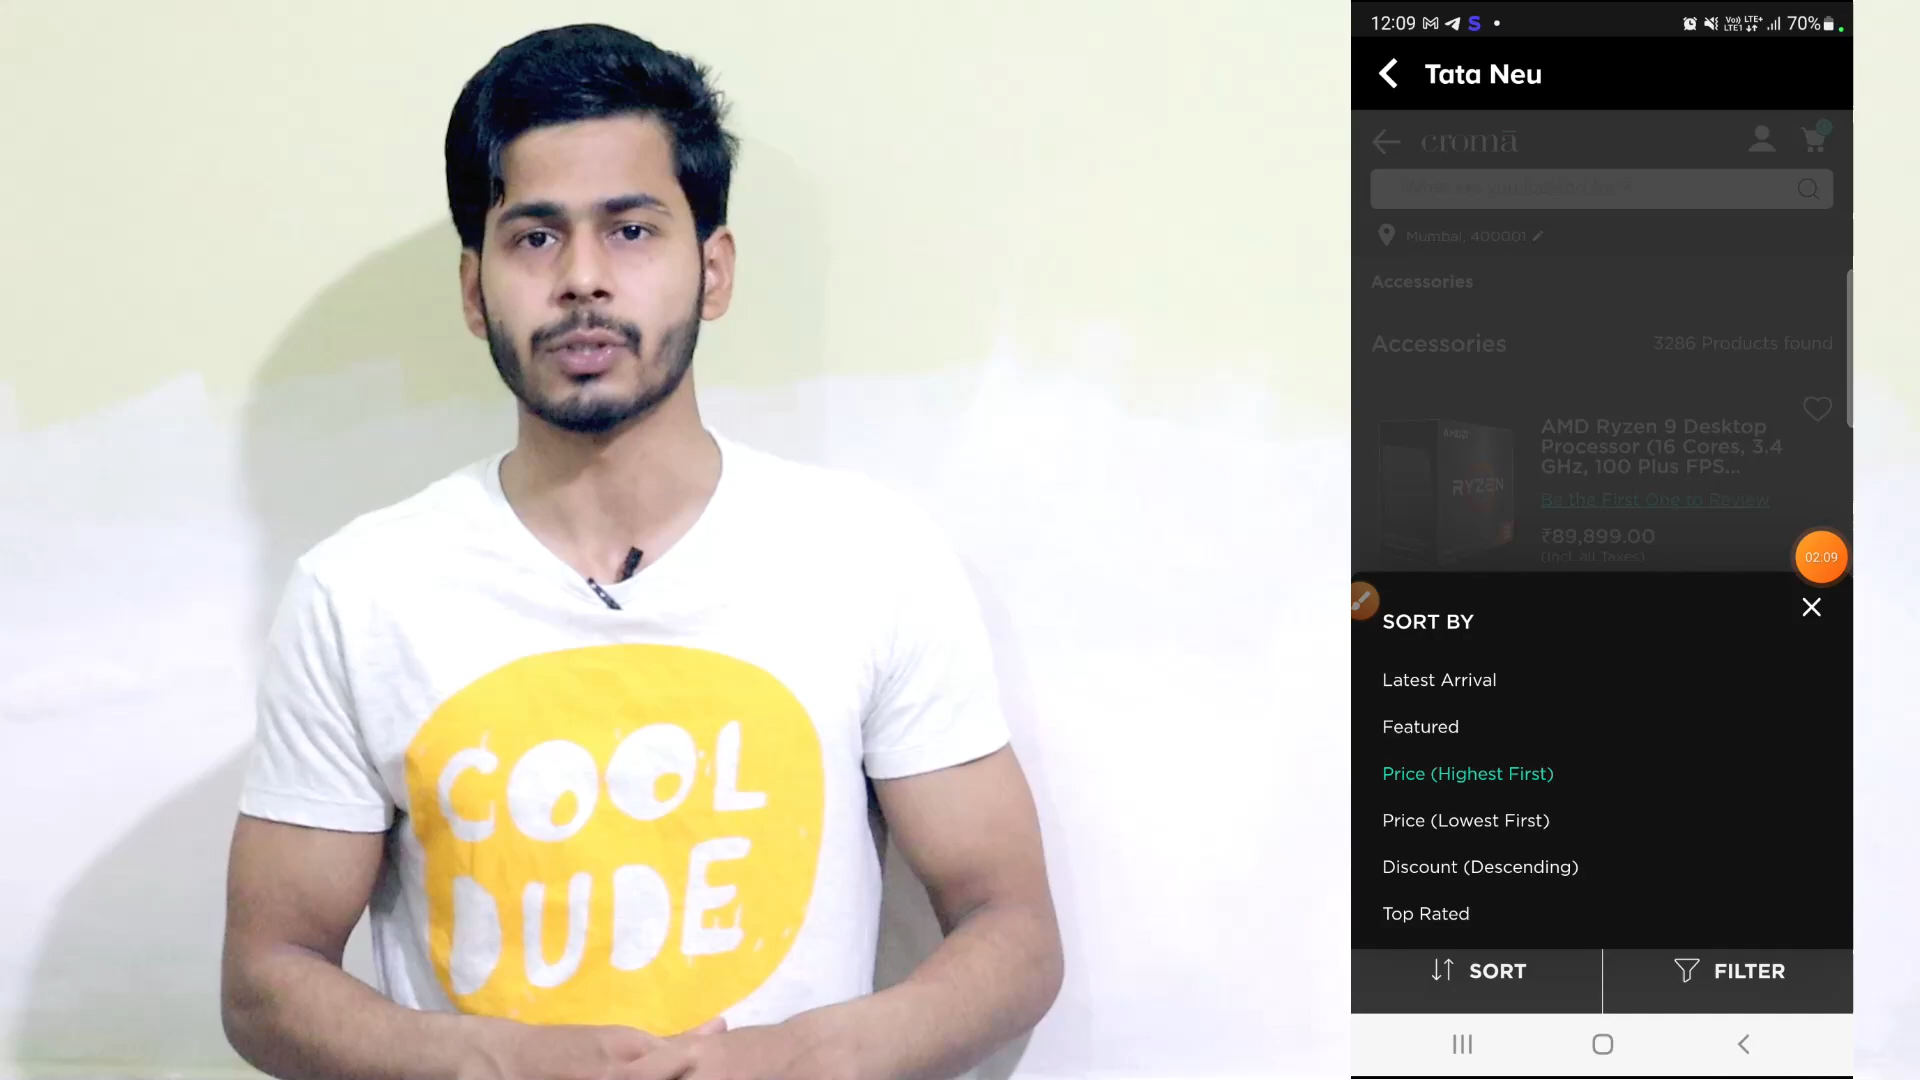 COOL
DUDE
12:09
70%
Tata Neu
cromā
Mumbai, 400001
Accessories
Accessories
3286 Products found
AMD Ryzen 9 Desktop
Processor (16 Cores, 3.4
GHz, 100 Plus FPS...
Be the First One to Review
₹89,899.00
(Incl. all Taxes)
RYZEN
02:09
SORT BY
Latest Arrival
Featured
Price (Highest First)
Price (Lowest First)
Discount (Descending)
Top Rated
SORT
FILTER